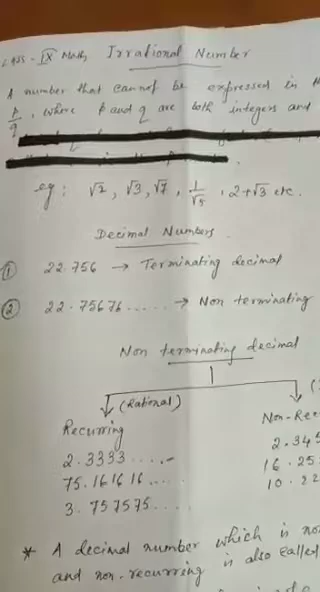 CLASS - IX Math Irrational Number
A number that cannot be expressed in
p/q, where p and q are both integers and
eg: √2, √3, √7, 1/√5, 2+√3 etc.
Decimal Numbers
① 22.756 → Terminating decimal
② 22.75676...... → Non terminating
Non terminating decimal
(Rational)
Recurring
2.3333.....
75.161616.....
3.757575.....
Non-Rec
2.345
16.25
10.22
* A decimal number which is no
and non-recurring is also called